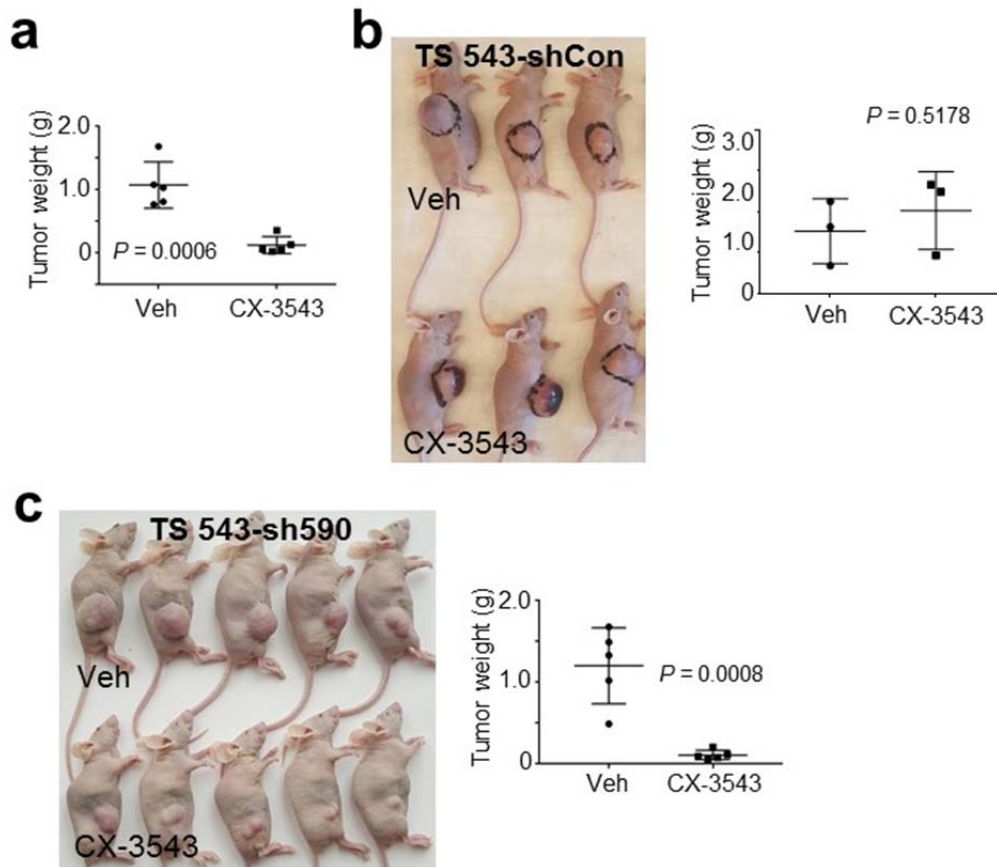 a
Tumor weight (g)
2.0
1.0
0
P = 0.0006
Veh
CX-3543
b
TS 543-shCon
Veh
CX-3543
Tumor weight (g)
3.0
2.0
1.0
0
P = 0.5178
Veh
CX-3543
c
TS 543-sh590
Veh
CX-3543
Tumor weight (g)
2.0
1.0
0
P = 0.0008
Veh
CX-3543